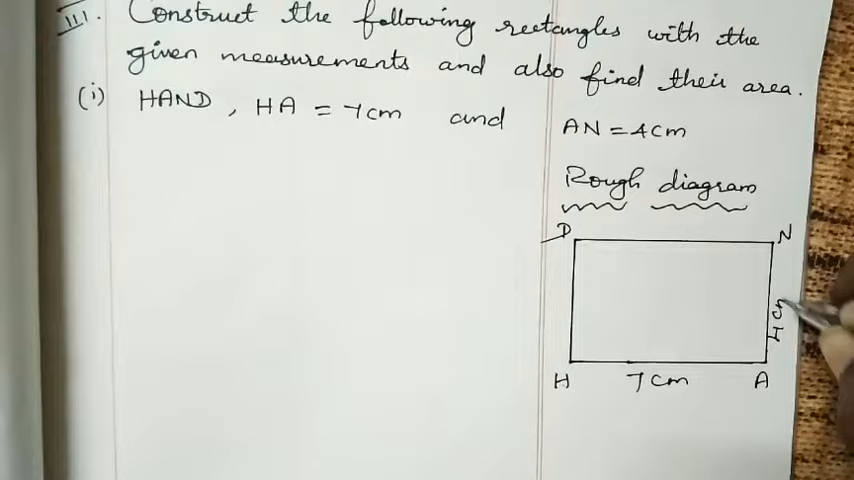 III. Construct the following rectangles with the
given measurements and also find their area.
(i) HAND, HA = 7cm and AN = 4cm
Rough diagram
D N
4cm
H 7cm A